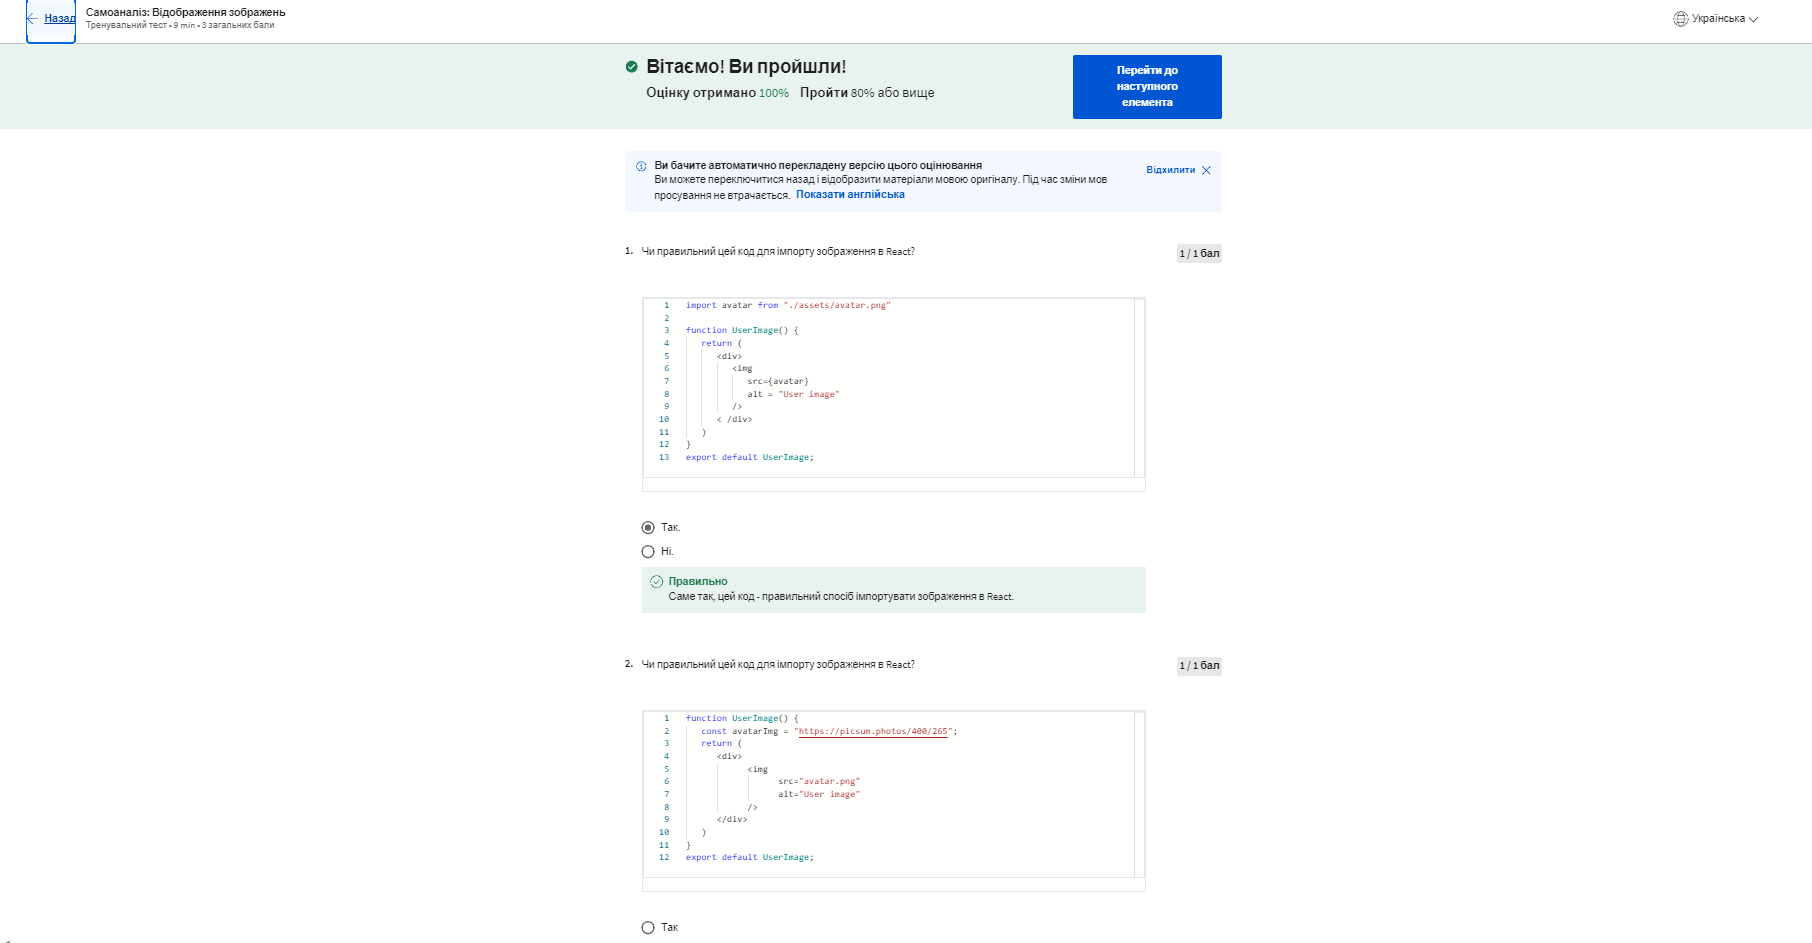 Назад
Самоаналіз: Відображення зображень
Тренувальний тест • 9 min • 3 загальних бали
Українська
Вітаємо! Ви пройшли!
Оцінку отримано 100% Пройти 80% або вище
Перейти до
наступного
елемента
Ви бачите автоматично перекладену версію цього оцінювання
Ви можете переключитися назад і відобразити матеріали мовою оригіналу. Під час зміни мов
просування не втрачається. Показати англійська
Відхилити
1. Чи правильний цей код для імпорту зображення в React?
1 / 1 бал
1 import avatar from "./assets/avatar.png"
2
3 function UserImage() {
4 return (
5 <div>
6 <img
7 src={avatar}
8 alt = "User image"
9 />
10 < /div>
11 )
12 }
13 export default UserImage;
Так.
Ні.
Правильно
Саме так, цей код - правильний спосіб імпортувати зображення в React.
2. Чи правильний цей код для імпорту зображення в React?
1 / 1 бал
1 function UserImage() {
2 const avatarImg = "https://picsum.photos/400/265";
3 return (
4 <div>
5 <img
6 src="avatar.png"
7 alt="User image"
8 />
9 </div>
10 )
11 }
12 export default UserImage;
Так